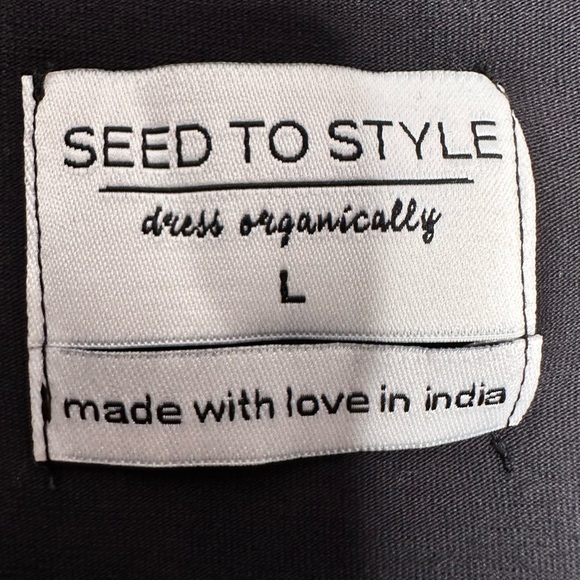 SEED TO STYLE
dress organically
L
made with love in india